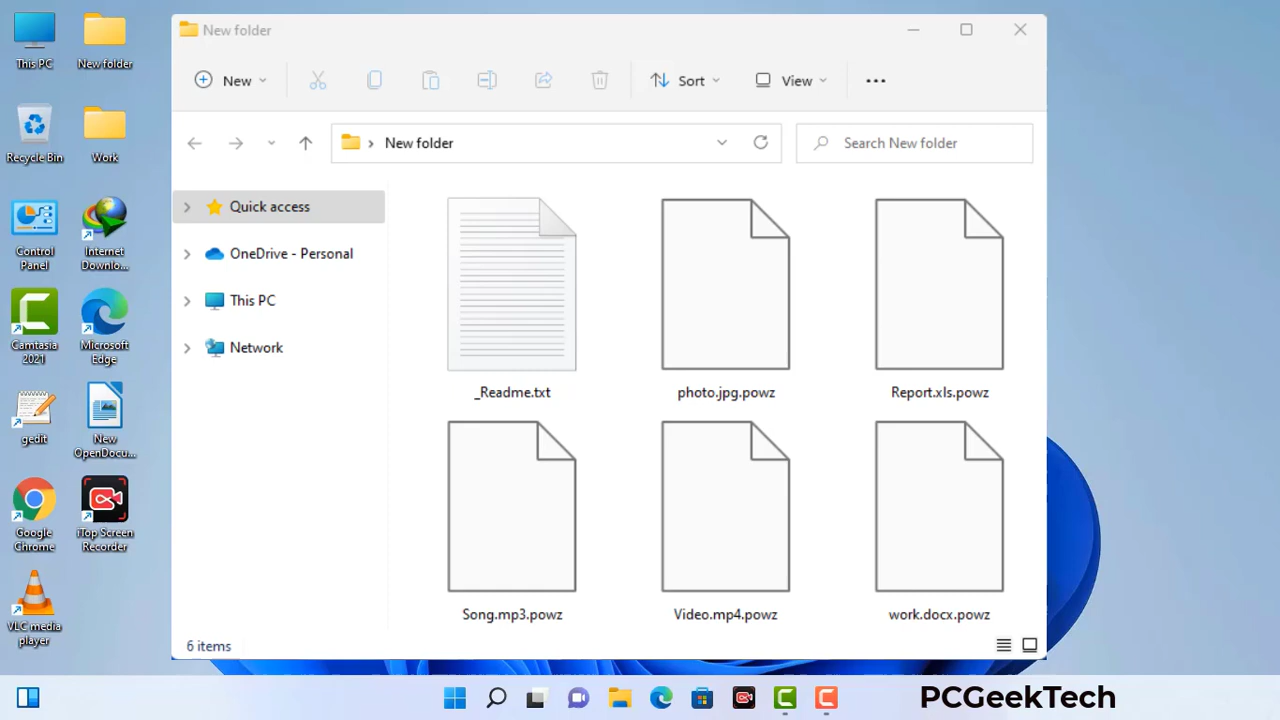 This PC
New folder
Recycle Bin
Work
Control
Panel
Internet
Downlo...
Camtasia
2021
Microsoft
Edge
gedit
New
OpenDocu...
Google
Chrome
iTop Screen
Recorder
VLC media
player
New folder
New
Sort
View
New folder
Search New folder
Quick access
OneDrive - Personal
This PC
Network
_Readme.txt
photo.jpg.powz
Report.xls.powz
Song.mp3.powz
Video.mp4.powz
work.docx.powz
6 items
PCGeekTech